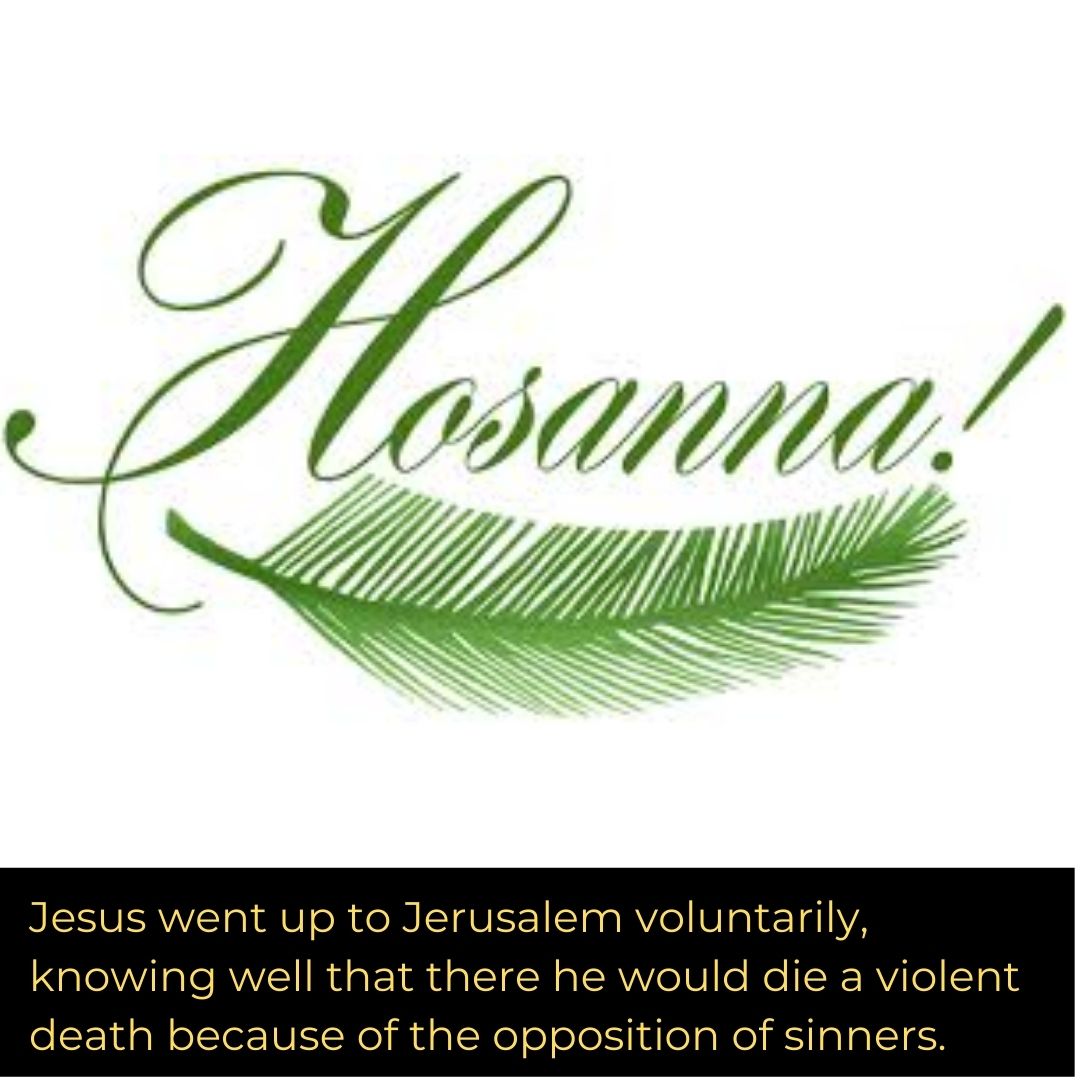 Hosanna!
Jesus went up to Jerusalem voluntarily,
knowing well that there he would die a violent
death because of the opposition of sinners.